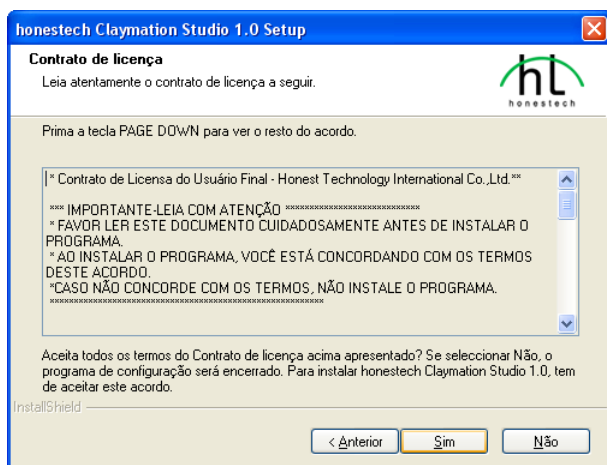 honestech Claymation Studio 1.0 Setup
Contrato de licença
Leia atentamente o contrato de licença a seguir.
ht
honestech
Prima a tecla PAGE DOWN para ver o resto do acordo.
* Contrato de Licensa do Usuário Final - Honest Technology International Co.,Ltd.**
*** IMPORTANTE-LEIA COM ATENÇÃO ****************************
* FAVOR LER ESTE DOCUMENTO CUIDADOSAMENTE ANTES DE INSTALAR O
PROGRAMA.
* AO INSTALAR O PROGRAMA, VOCÊ ESTÁ CONCORDANDO COM OS TERMOS
DESTE ACORDO.
*CASO NÃO CONCORDE COM OS TERMOS, NÃO INSTALE O PROGRAMA.
********************************************************
Aceita todos os termos do Contrato de licença acima apresentado? Se seleccionar Não, o
programa de configuração será encerrado. Para instalar honestech Claymation Studio 1.0, tem
de aceitar este acordo.
InstallShield
< Anterior
Sim
Não